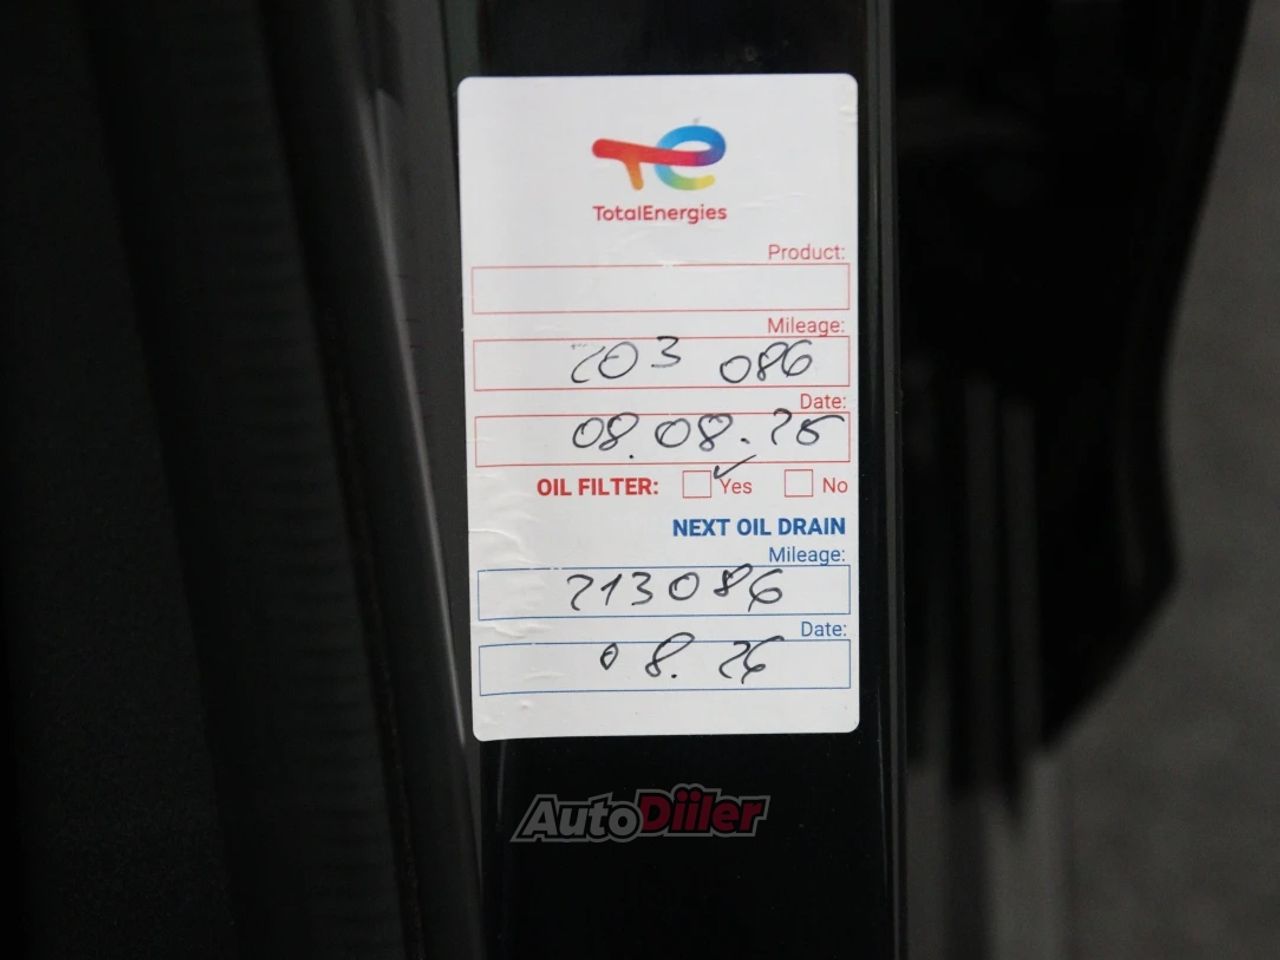 TotalEnergies
Product:
Mileage:
203 086
Date:
08.08.25
OIL FILTER: Yes No
NEXT OIL DRAIN
Mileage:
213086
Date:
08.26
AutoDiiler